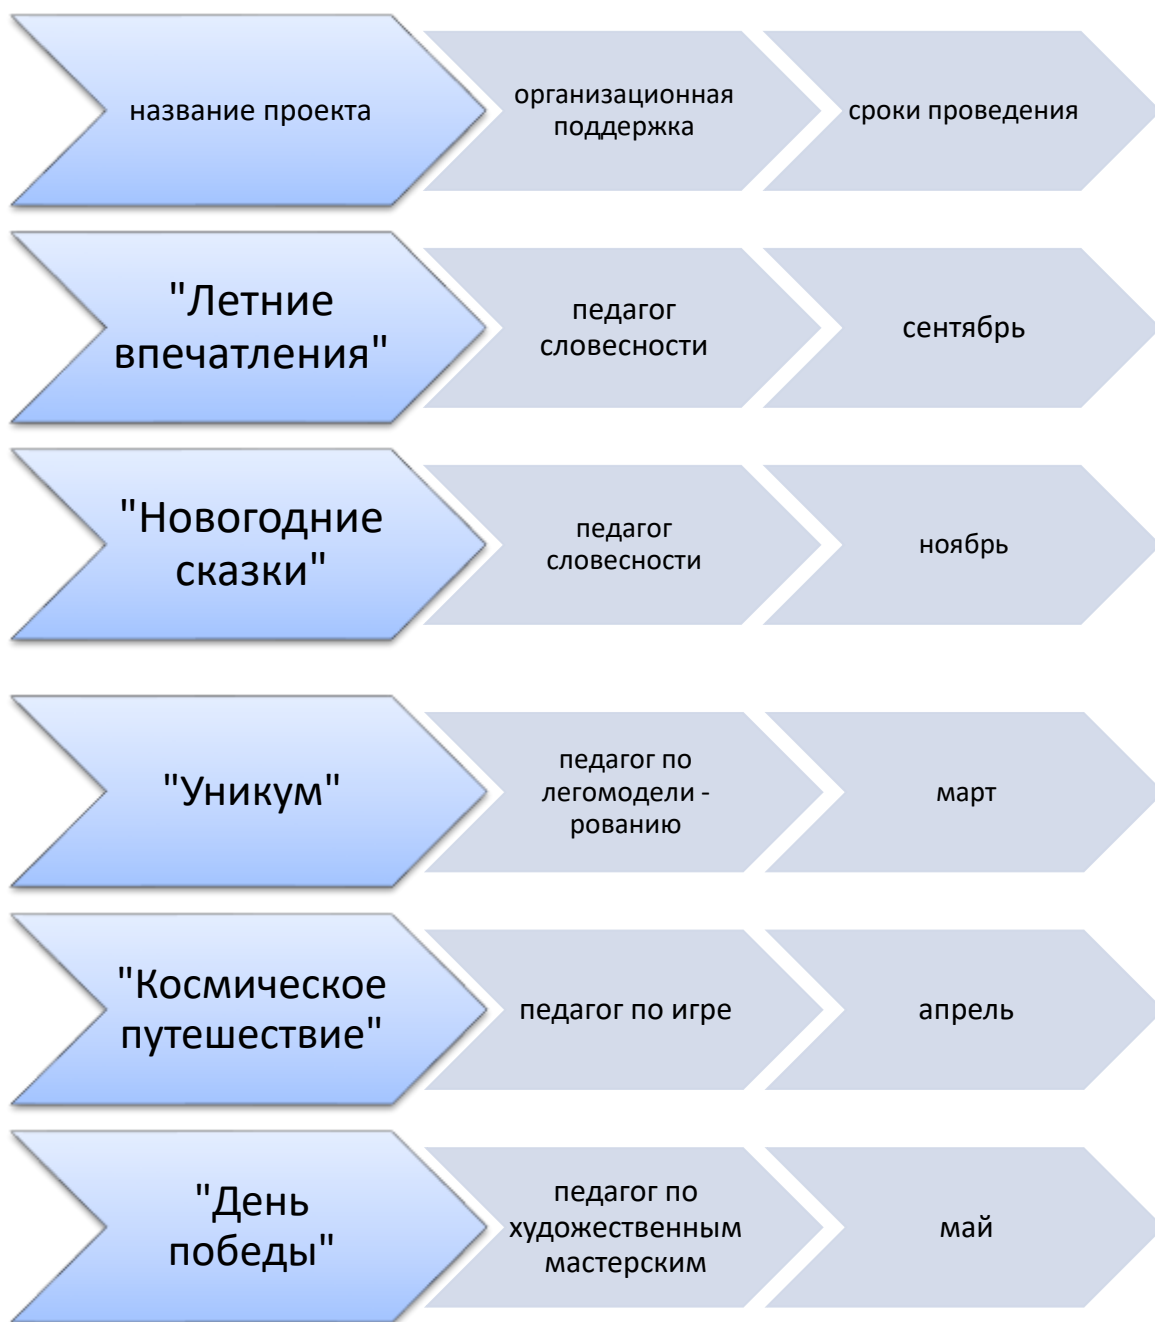 название проекта
организационная
поддержка
сроки проведения
"Летние
впечатления"
педагог
словесности
сентябрь
"Новогодние
сказки"
педагог
словесности
ноябрь
"Уникум"
педагог по
легомодели -
рованию
март
"Космическое
путешествие"
педагог по игре
апрель
"День
победы"
педагог по
художественным
мастерским
май